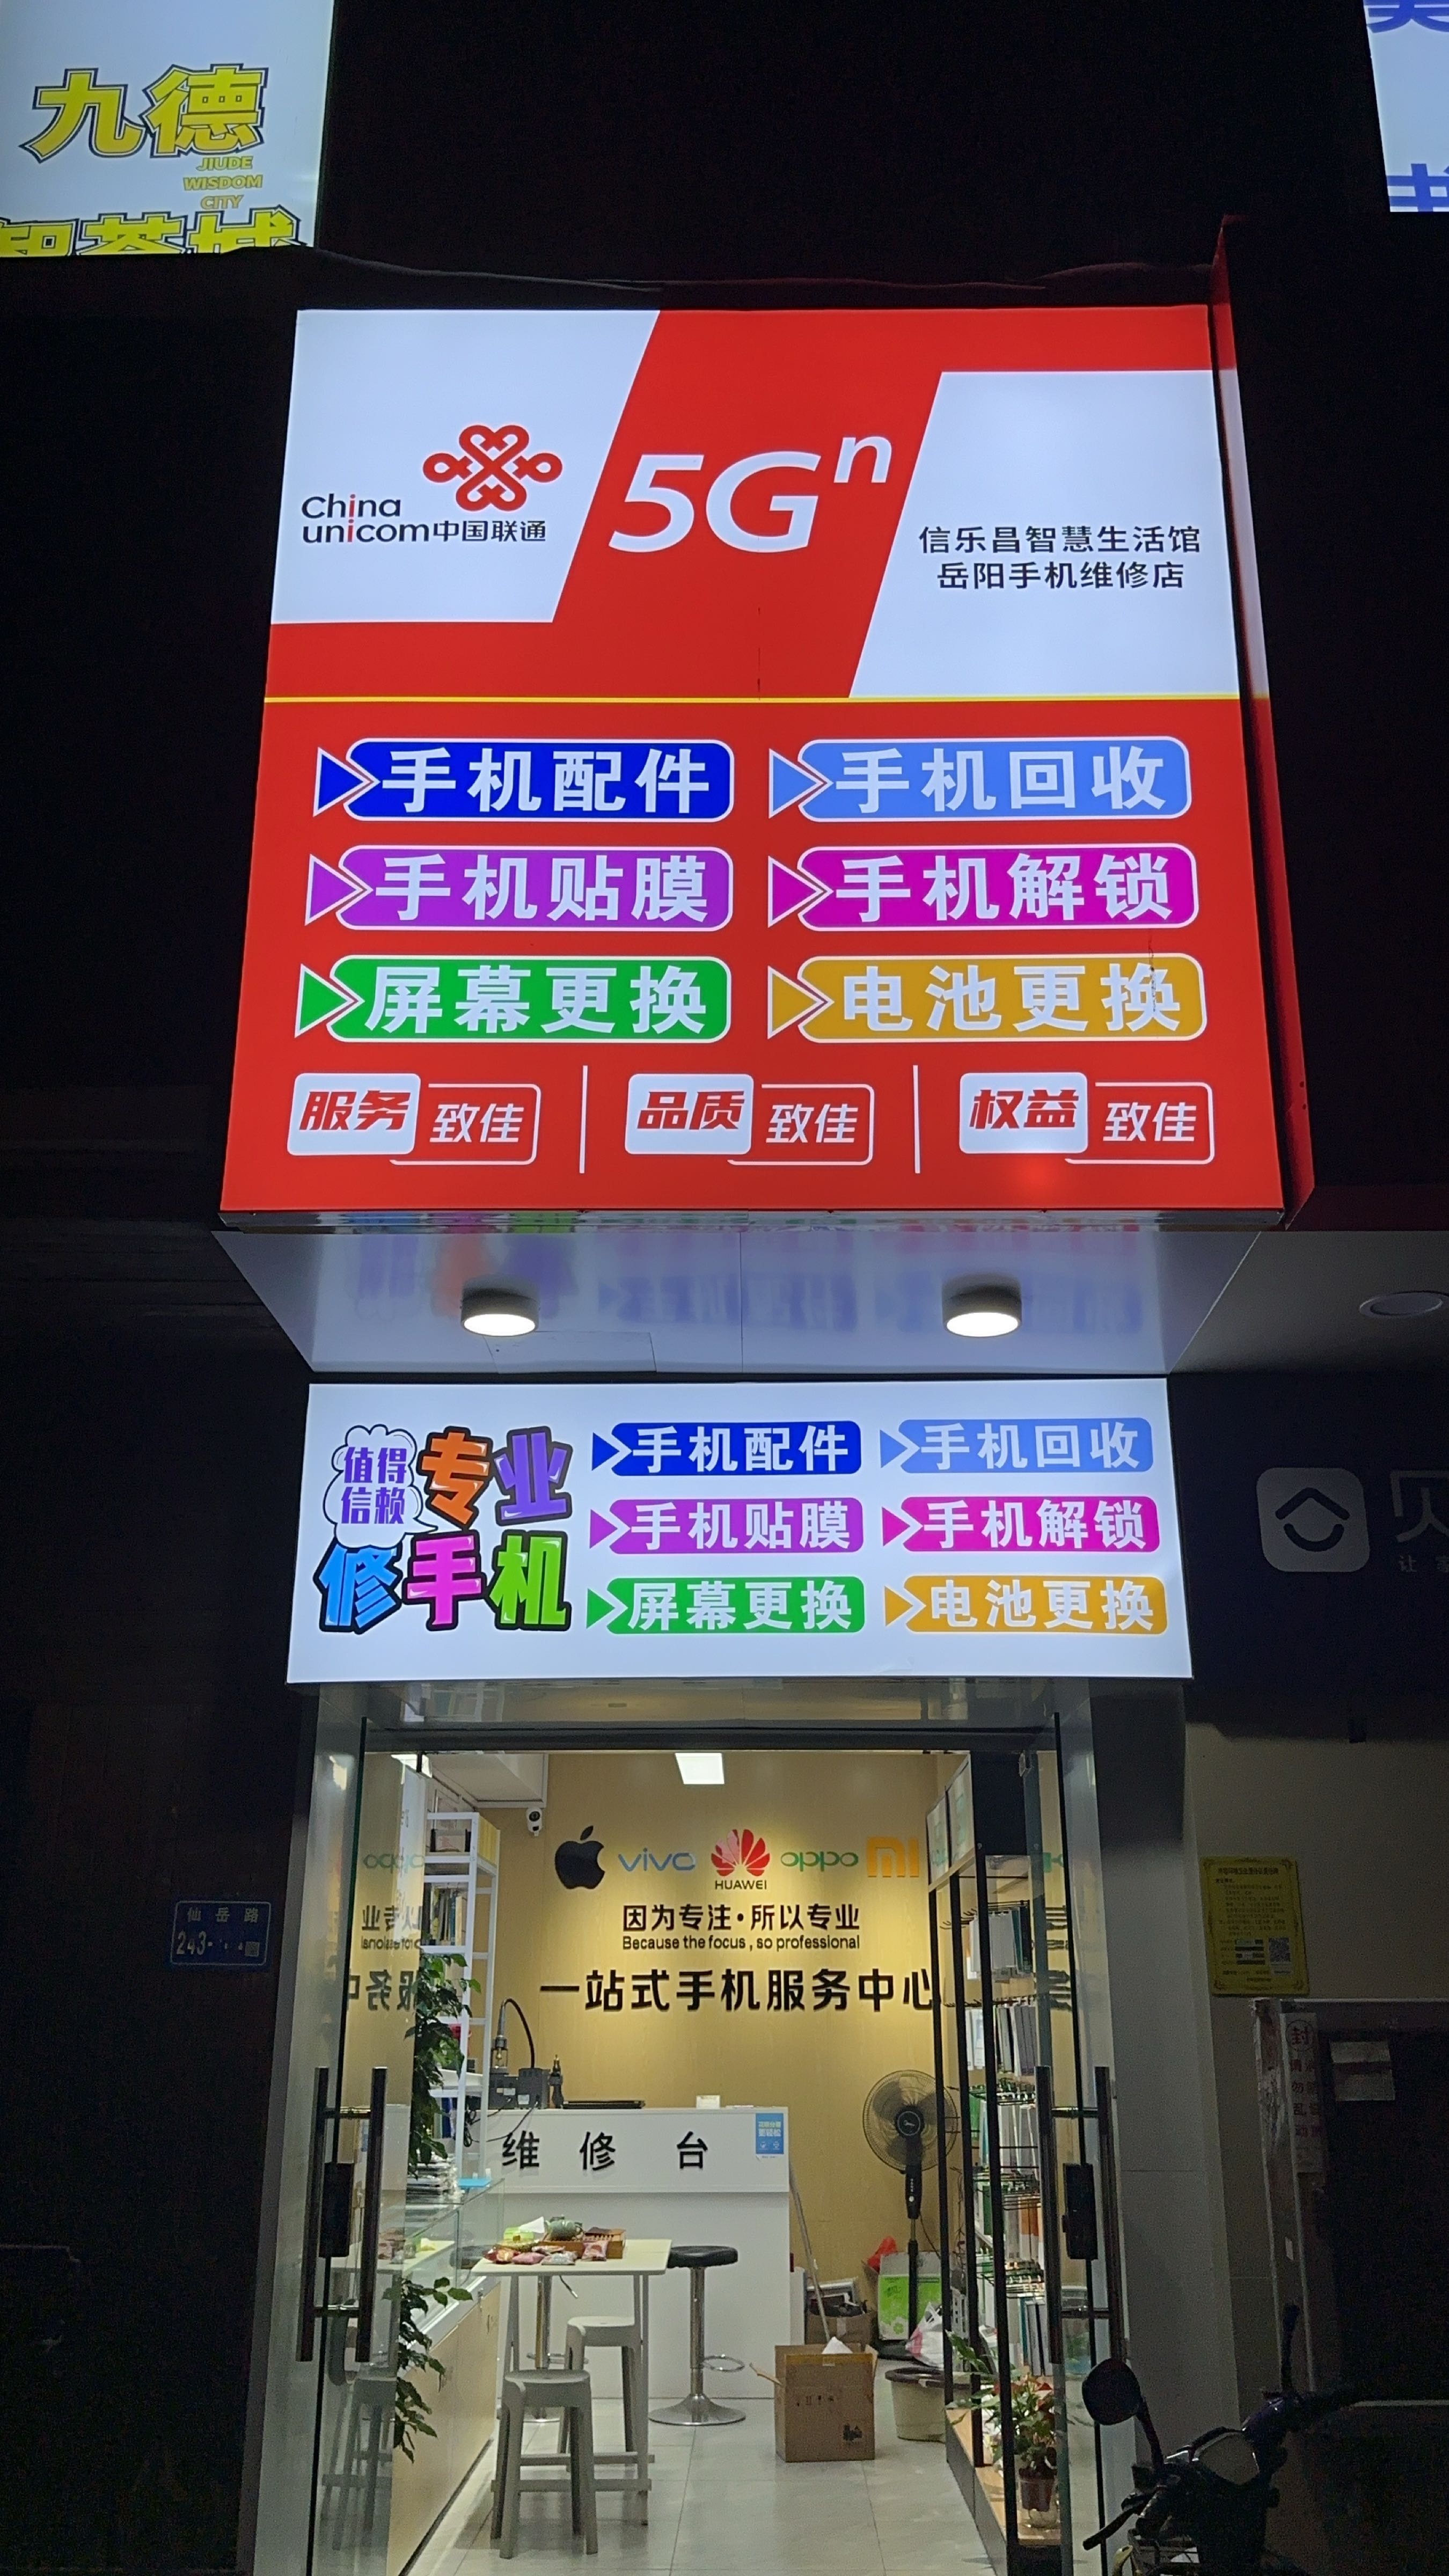 九德
JIUDE
WISDOM
CITY
China
unicom中国联通
5Gⁿ
信乐昌智慧生活馆
岳阳手机维修店
手机配件 手机回收
手机贴膜 手机解锁
屏幕更换 电池更换
服务致佳 品质致佳 权益致佳
值得
信赖
专业
修手机
手机配件 手机回收
手机贴膜 手机解锁
屏幕更换 电池更换
vivo HUAWEI oppo MI
因为专注·所以专业
Because the focus , so professional
一站式手机服务中心
仙岳路
243-
维修台